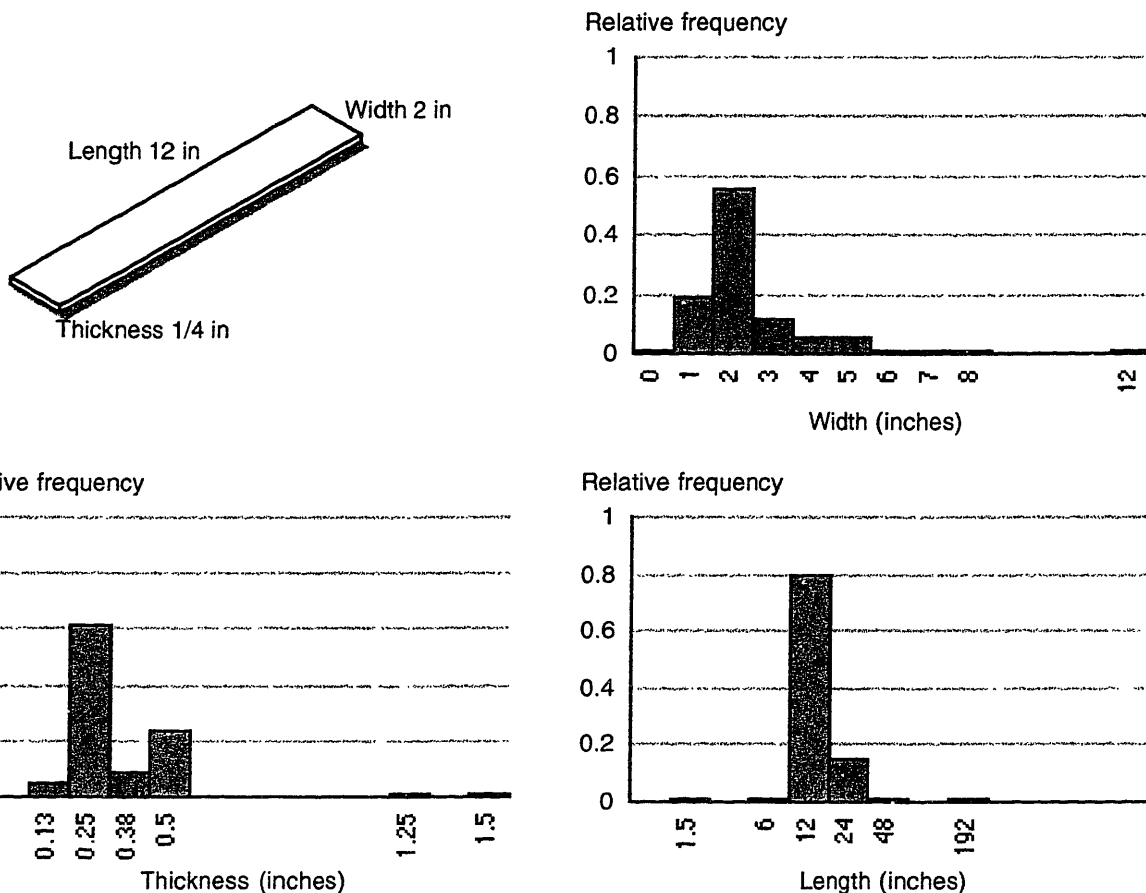 Relative frequency
Width 2 in
Length 12 in
Thickness 1/4 in
1
0.8
0.6
0.4
0.2
0
0 1 2 3 4 5 6 7 8 12
Width (inches)
ive frequency
0.13 0.25 0.38 0.5 1.25 1.5
Thickness (inches)
Relative frequency
1
0.8
0.6
0.4
0.2
0
1.5 6 12 24 48 192
Length (inches)